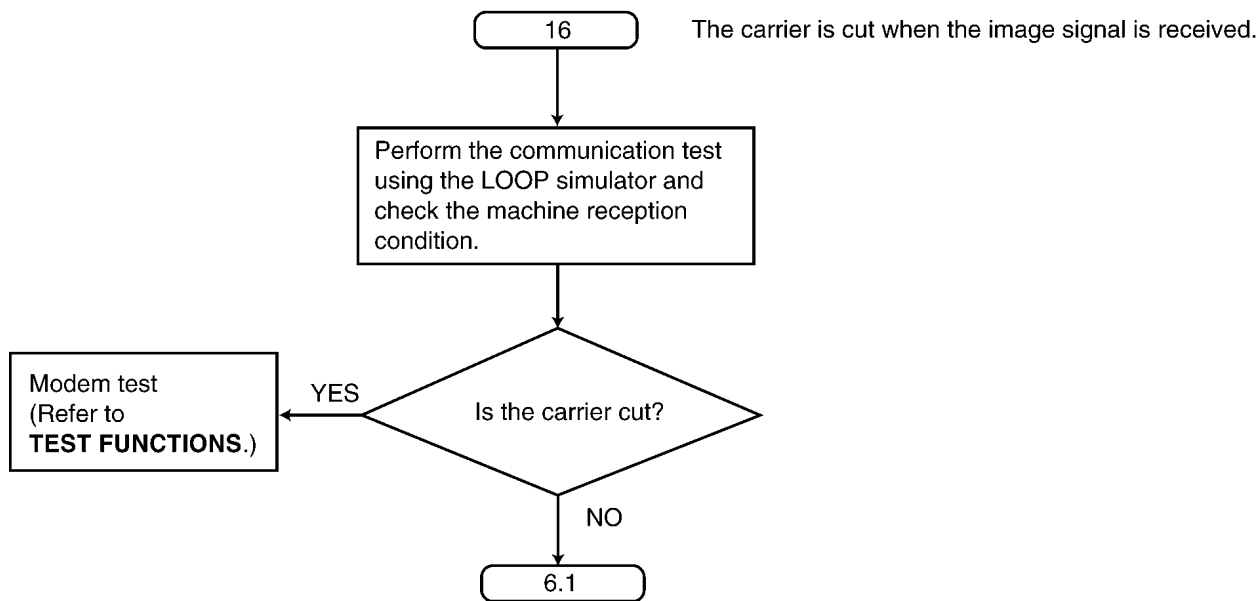 16
The carrier is cut when the image signal is received.
Perform the communication test
using the LOOP simulator and
check the machine reception
condition.
Modem test
(Refer to
TEST FUNCTIONS.)
YES
Is the carrier cut?
NO
6.1